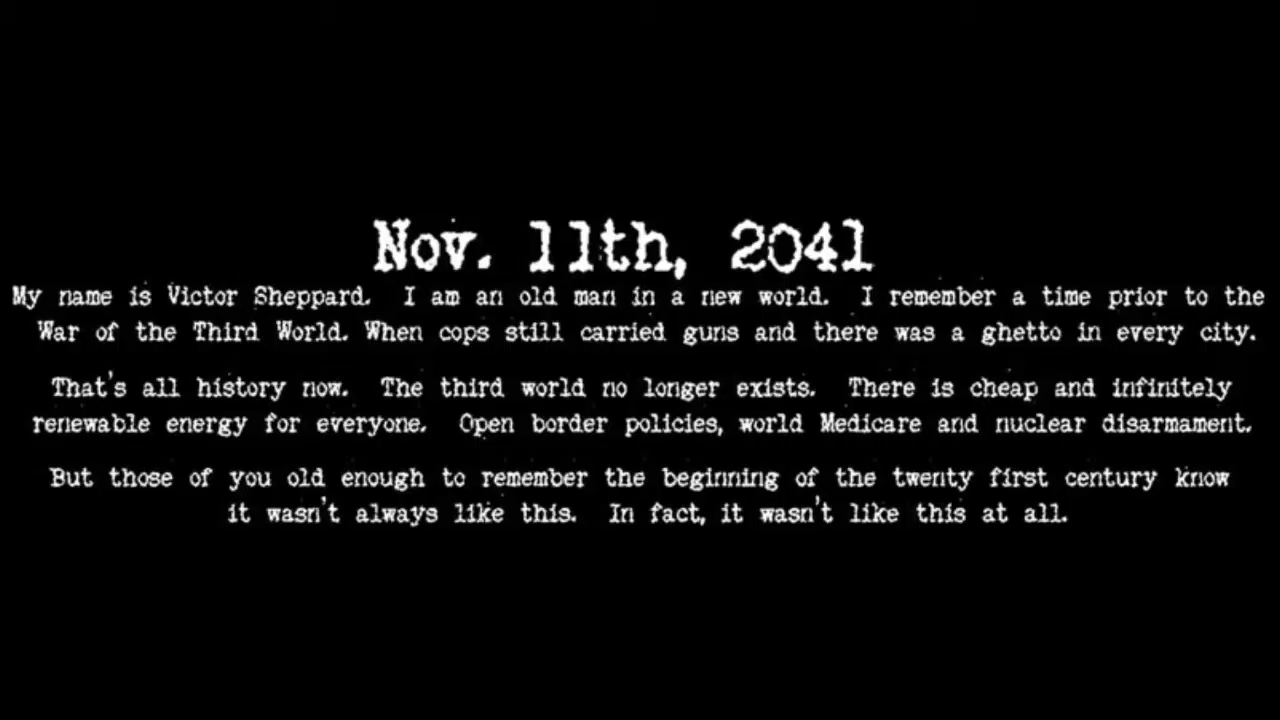 Nov. 11th, 2041
My name is Victor Sheppard. I am an old man in a new world. I remember a time prior to the
War of the Third World. When cops still carried guns and there was a ghetto in every city.
That's all history now. The third world no longer exists. There is cheap and infinitely
renewable energy for everyone. Open border policies, world Medicare and nuclear disarmament.
But those of you old enough to remember the beginning of the twenty first century know
it wasn't always like this. In fact, it wasn't like this at all.